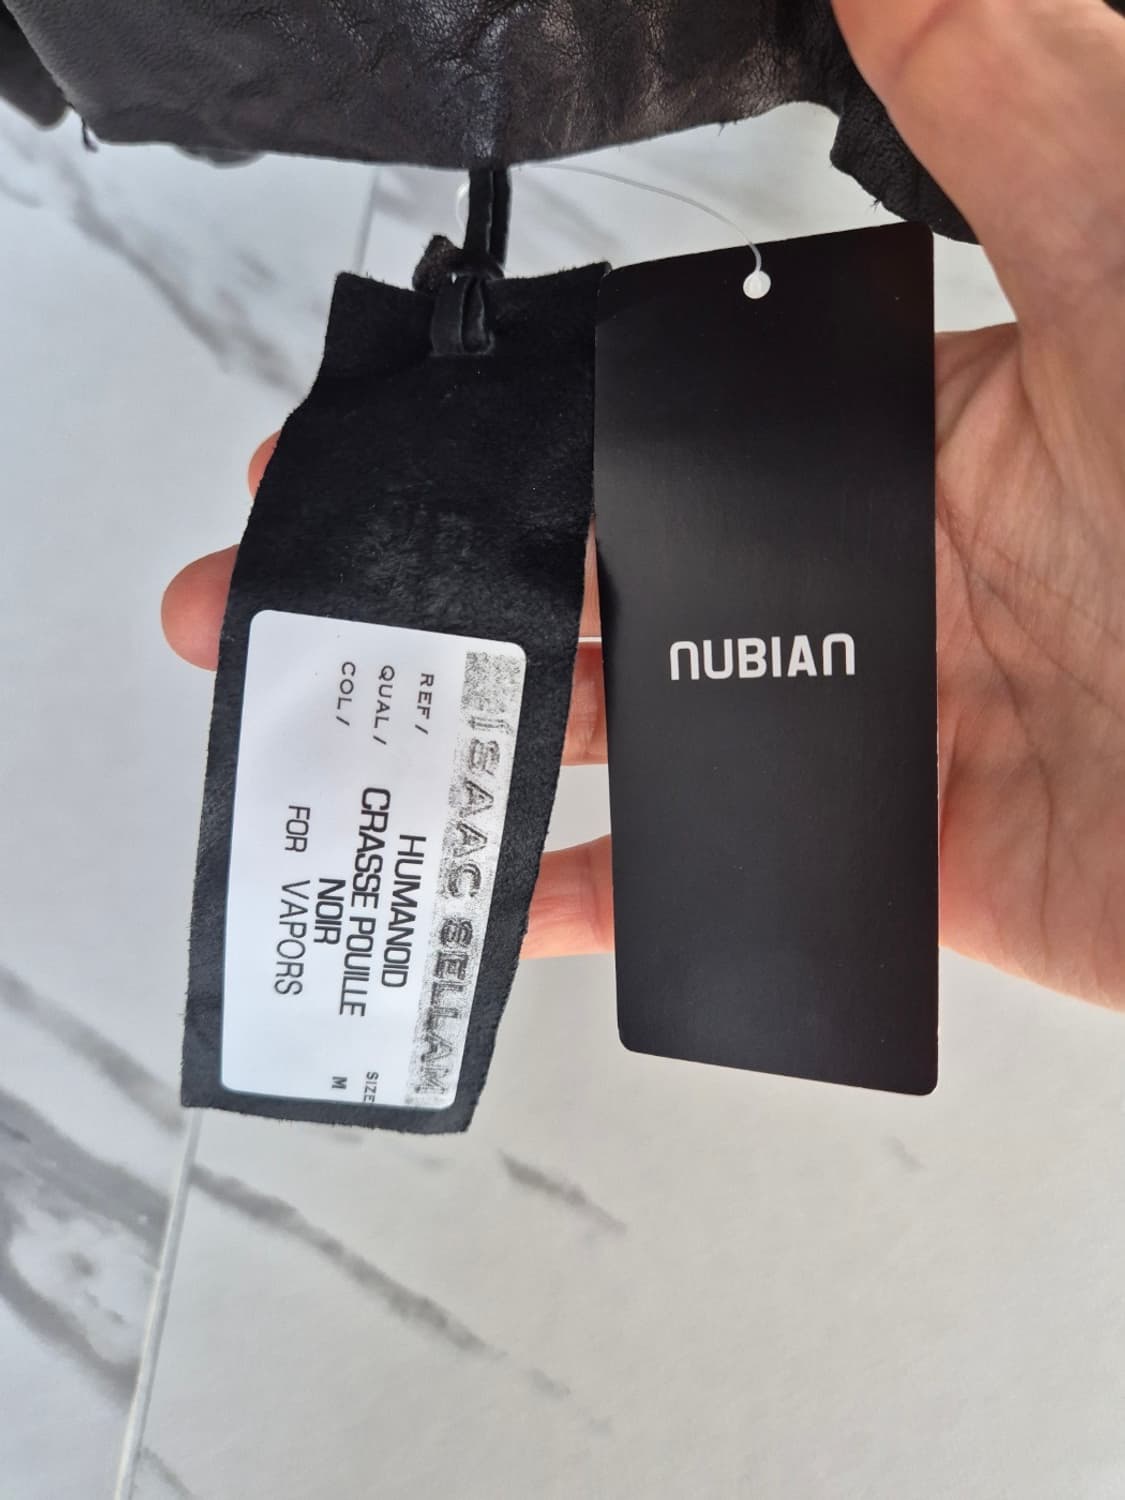 ISAAC SELLAM
REF/ HUMANOID
QUAL/ CRASSE POUILLE
COL/ NOIR
FOR VAPORS
SIZE
M
NUBIAN